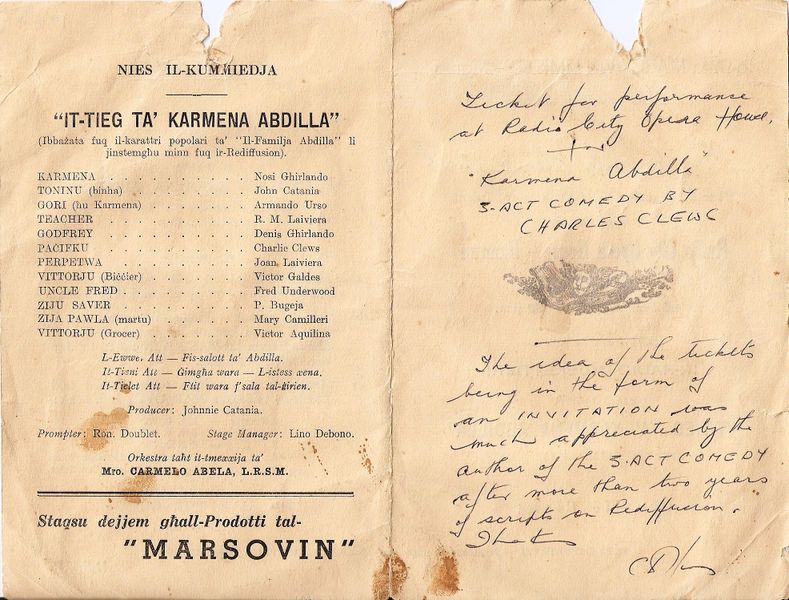 NIES IL-KUMMIEDJA
"IT-TIEG TA' KARMENA ABDILLA"
(Ibbażata fuq il-karattri popolari ta' "Il-Familja Abdilla" li
jinstemgħu minn fuq ir-Rediffusion).
KARMENA . . . . . . . . . . Nosi Ghirlando
TONINU (binha) . . . . . . . . John Catania
GORI (hu Karmena) . . . . . . . Armando Urso
TEACHER . . . . . . . . . . R. M. Laiviera
GODFREY . . . . . . . . . . Denis Ghirlando
PAĊIFKU . . . . . . . . . . Charlie Clews
PERPETWA . . . . . . . . . . Joan Laiviera
VITTORJU (Biċċier) . . . . . . . Victor Galdes
UNCLE FRED . . . . . . . . . Fred Underwood
ZIJU SAVER . . . . . . . . . P. Bugeja
ZIJA PAWLA (martu) . . . . . . . Mary Camilleri
VITTORJU (Grocer) . . . . . . . Victor Aquilina
L-Ewwel Att — Fis-salott ta' Abdilla.
It-Tieni Att — Ġimgħa wara — L-istess xena.
It-Tielet Att — Ftit wara f'sala tat-tirien.
Producer: Johnnie Catania.
Prompter: Ron. Doublet. Stage Manager: Lino Debono.
Orkestra taħt it-tmexxija ta'
Mro. CARMELO ABELA, L.R.S.M.
Staqsu dejjem għall-Prodotti tal-
"MARSOVIN"
Ticket for performance
at Radio City Opera House,
"Karmena Abdilla"
3-ACT COMEDY BY
CHARLES CLEWS
The idea of the tickets
being in the form of
an INVITATION was
much appreciated by the
author of the 3-ACT COMEDY
after more than two years
of scripts on Rediffusion.